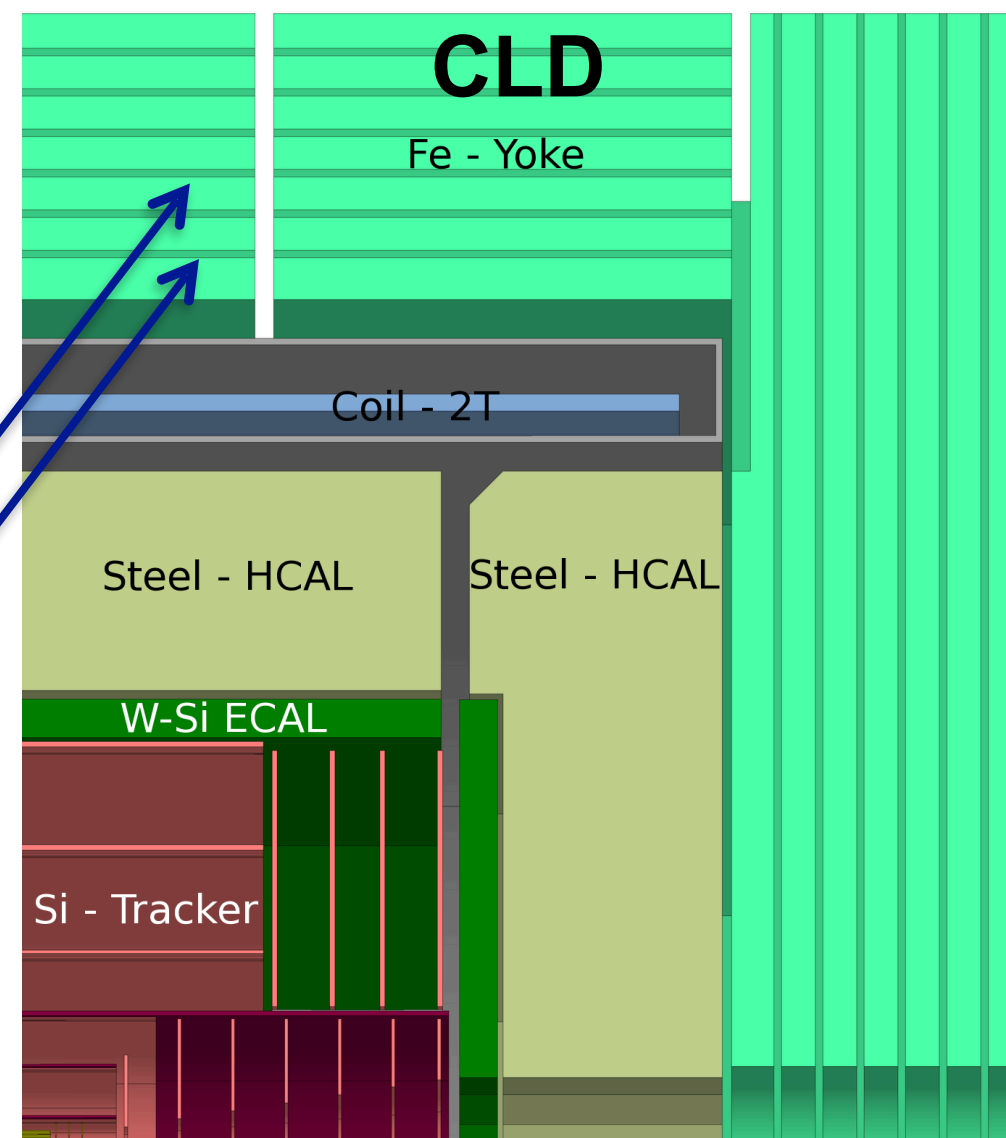 CLD
Fe - Yoke
Coil - 2T
Steel - HCAL
Steel - HCAL
W-Si ECAL
Si - Tracker